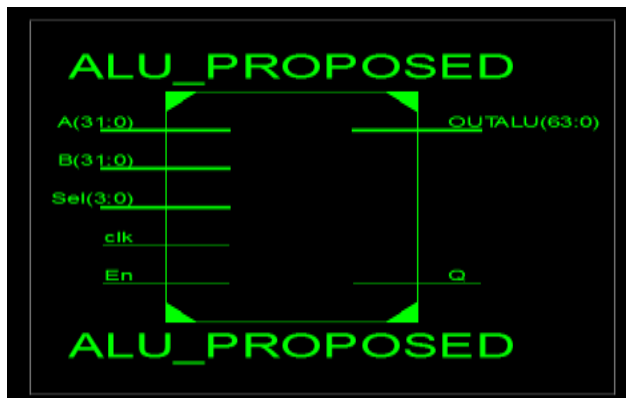 ALU_PROPOSED
A(31:0)
OUTALU(63:0)
B(31:0)
Sel(3:0)
clk
En
Q
ALU_PROPOSED